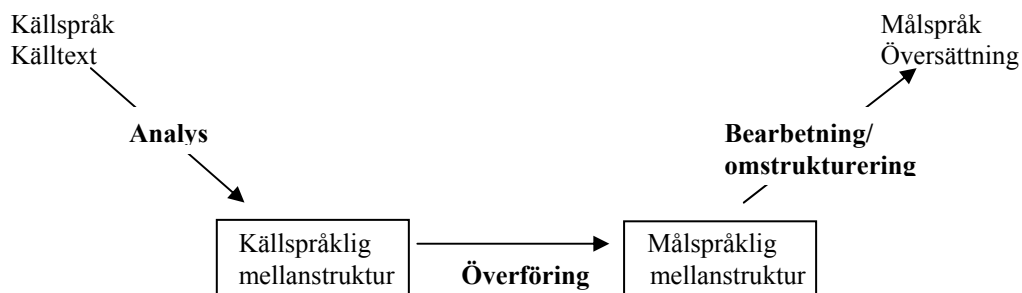 Källspråk
Källtext
Målspråk
Översättning
Analys
Bearbetning/
omstrukturering
Källspråklig
mellanstruktur
Överföring
Målspråklig
mellanstruktur